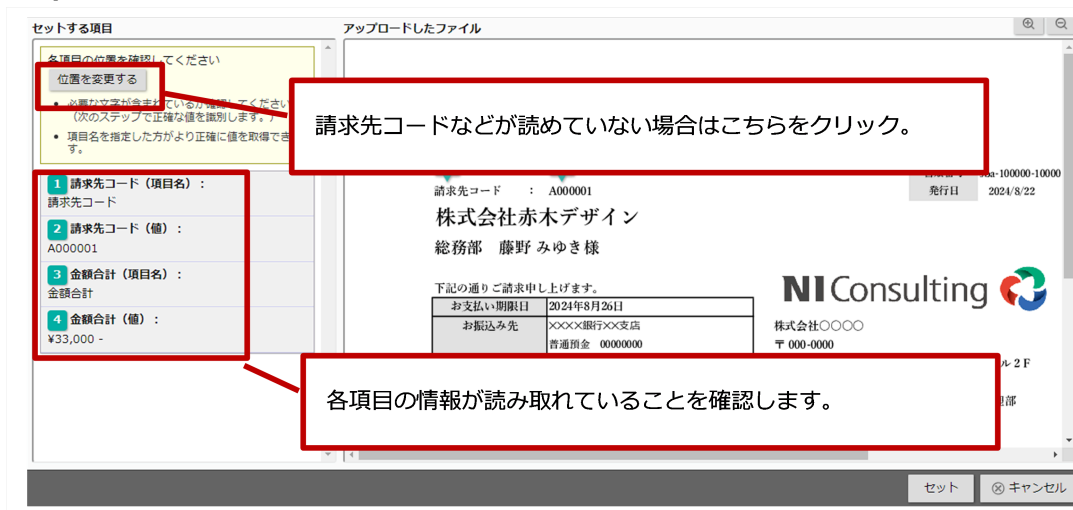 セットする項目
アップロードしたファイル
各項目の位置を確認してください
位置を変更する
• 必要な文字が含まれているか確認してください
（次のステップで正確な値を識別します。）
• 項目名を指定した方がより正確に値を取得でき
す。
請求先コードなどが読めていない場合はこちらをクリック。
1 請求先コード（項目名）：
請求先コード
2 請求先コード（値）：
A000001
3 金額合計（項目名）：
金額合計
4 金額合計（値）：
¥33,000 -
-100000-10000
請求先コード ： A000001
発行日 2024/8/22
株式会社赤木デザイン
総務部 藤野 みゆき様
下記の通りご請求申し上げます。
NI Consulting
お支払い期限日 2024年8月26日
お振込み先 ××××銀行××支店
普通預金 00000000
株式会社○○○○
〒 000-0000
ル 2 F
部
各項目の情報が読み取れていることを確認します。
セット
キャンセル